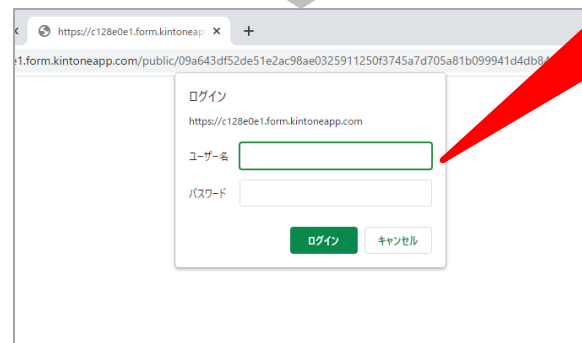 https://c128e0e1.form.kintoneap
e1.form.kintoneapp.com/public/09a643df52de51e2ac98ae0325911250f3745a7d705a81b099941d4db84
ログイン
https://c128e0e1.form.kintoneapp.com
ユーザー名
パスワード
ログイン
キャンセル